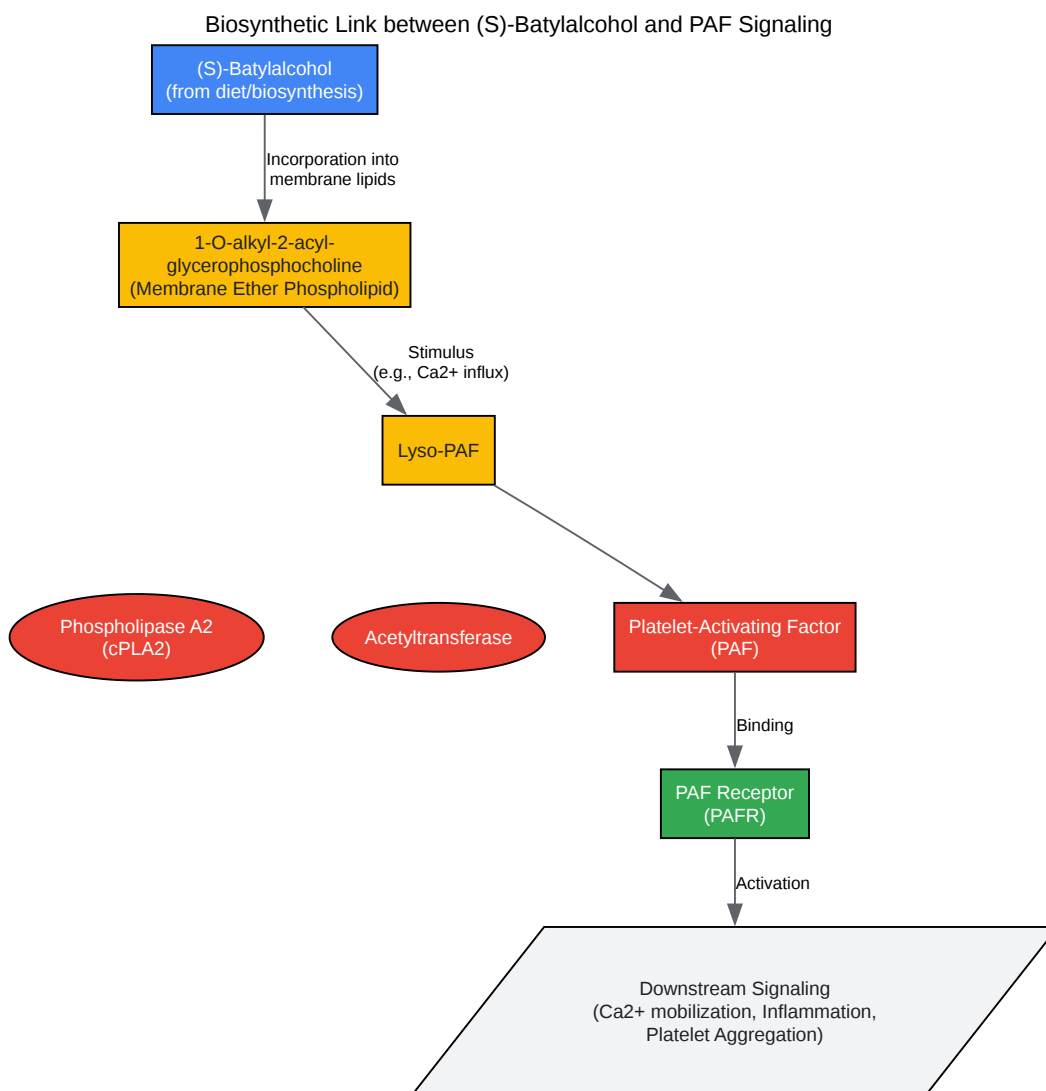 Biosynthetic Link between (S)-Batylalcohol and PAF Signaling
(S)-Batylalcohol
(from diet/biosynthesis)
Incorporation into
membrane lipids
1-O-alkyl-2-acyl-
glycerophosphocholine
(Membrane Ether Phospholipid)
Stimulus
(e.g., Ca2+ influx)
Lyso-PAF
Phospholipase A2
(cPLA2)
Acetyltransferase
Platelet-Activating Factor
(PAF)
Binding
PAF Receptor
(PAFR)
Activation
Downstream Signaling
(Ca2+ mobilization, Inflammation,
Platelet Aggregation)